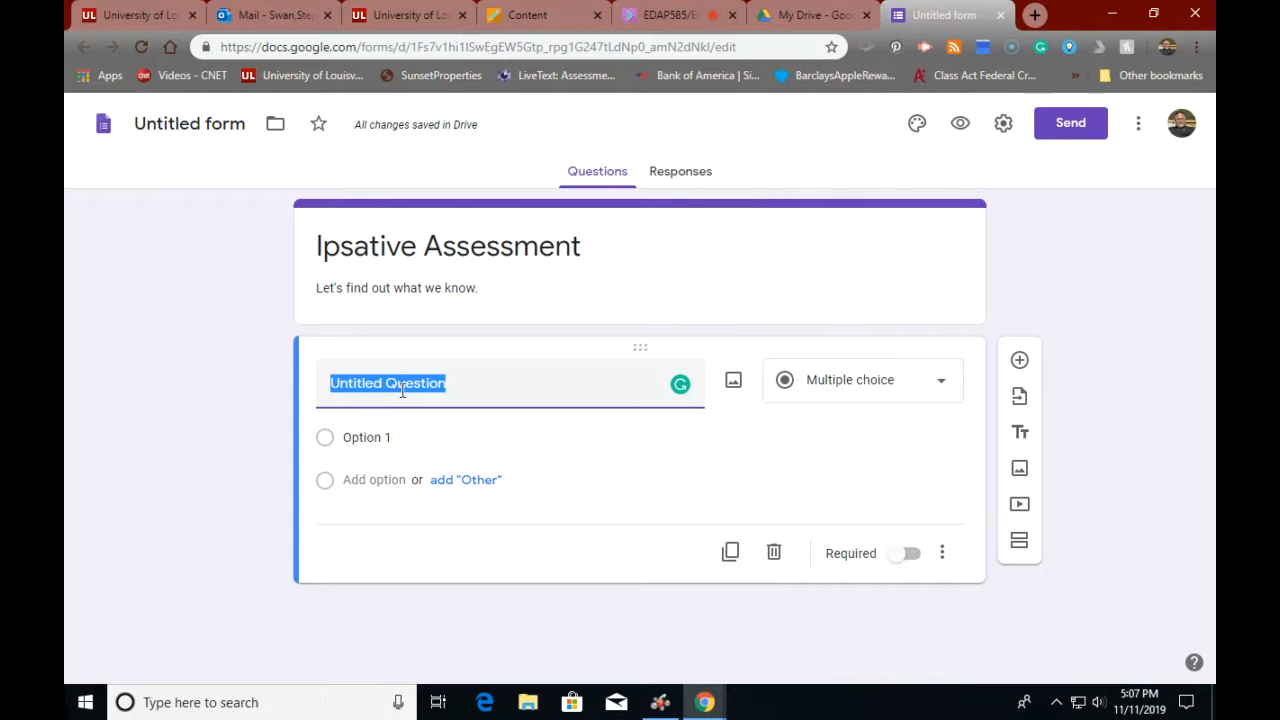 University of Lo
Mail - Swan,Step
University of Lo
Content
EDAP585/E
My Drive - Goo
Untitled form
https://docs.google.com/forms/d/1Fs7v1hi1ISwEgEW5Gtp_rpg1G247tLdNp0_amN2dNkI/edit
Apps
Videos - CNET
University of Louisv...
SunsetProperties
LiveText: Assessme...
Bank of America | Si...
BarclaysAppleRewa...
Class Act Federal Cr...
»
Other bookmarks
Untitled form
All changes saved in Drive
Send
Questions
Responses
Ipsative Assessment
Let's find out what we know.
Untitled Question
Multiple choice
Option 1
Add option or add "Other"
Required
Type here to search
5:07 PM
11/11/2019